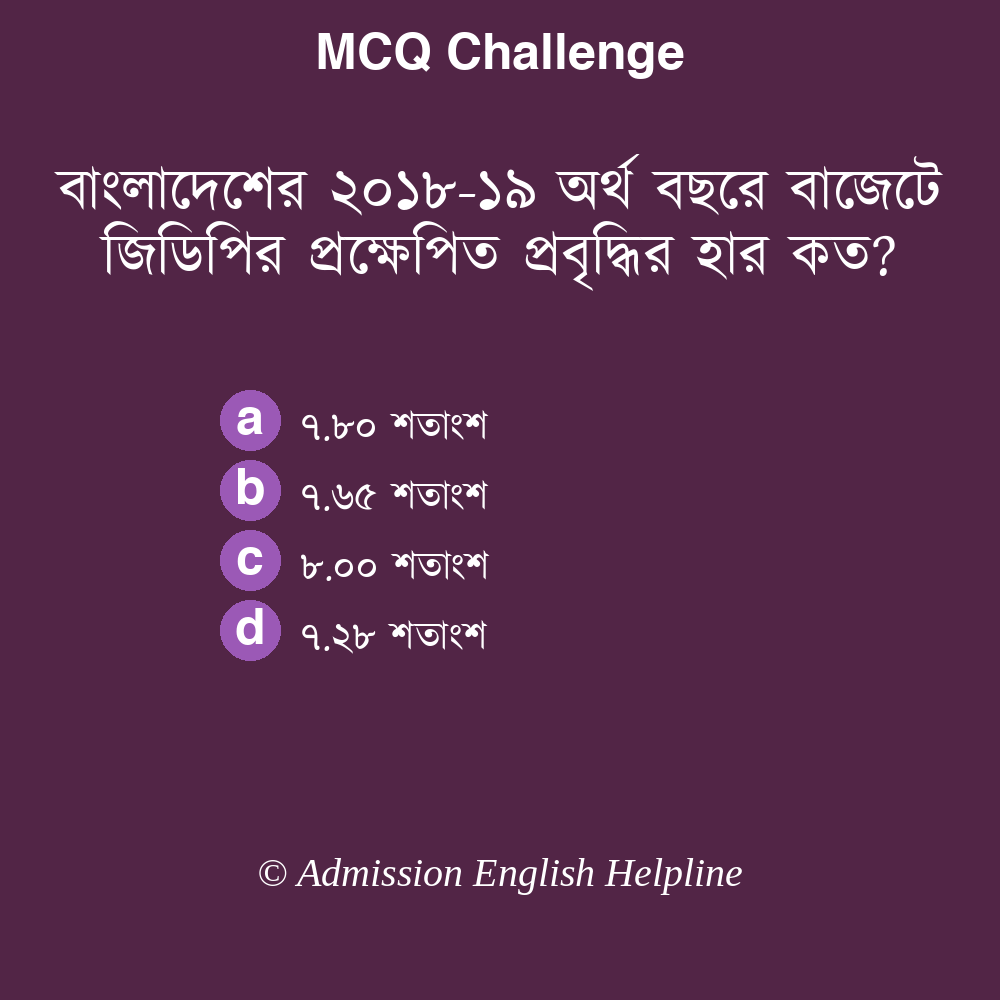 MCQ Challenge
বাংলাদেশের ২০১৮-১৯ অর্থ বছরে বাজেটে
জিডিপির প্রক্ষেপিত প্রবৃদ্ধির হার কত?
a ৭.৮০ শতাংশ
b ৭.৬৫ শতাংশ
c ৮.০০ শতাংশ
d ৭.২৮ শতাংশ
© Admission English Helpline